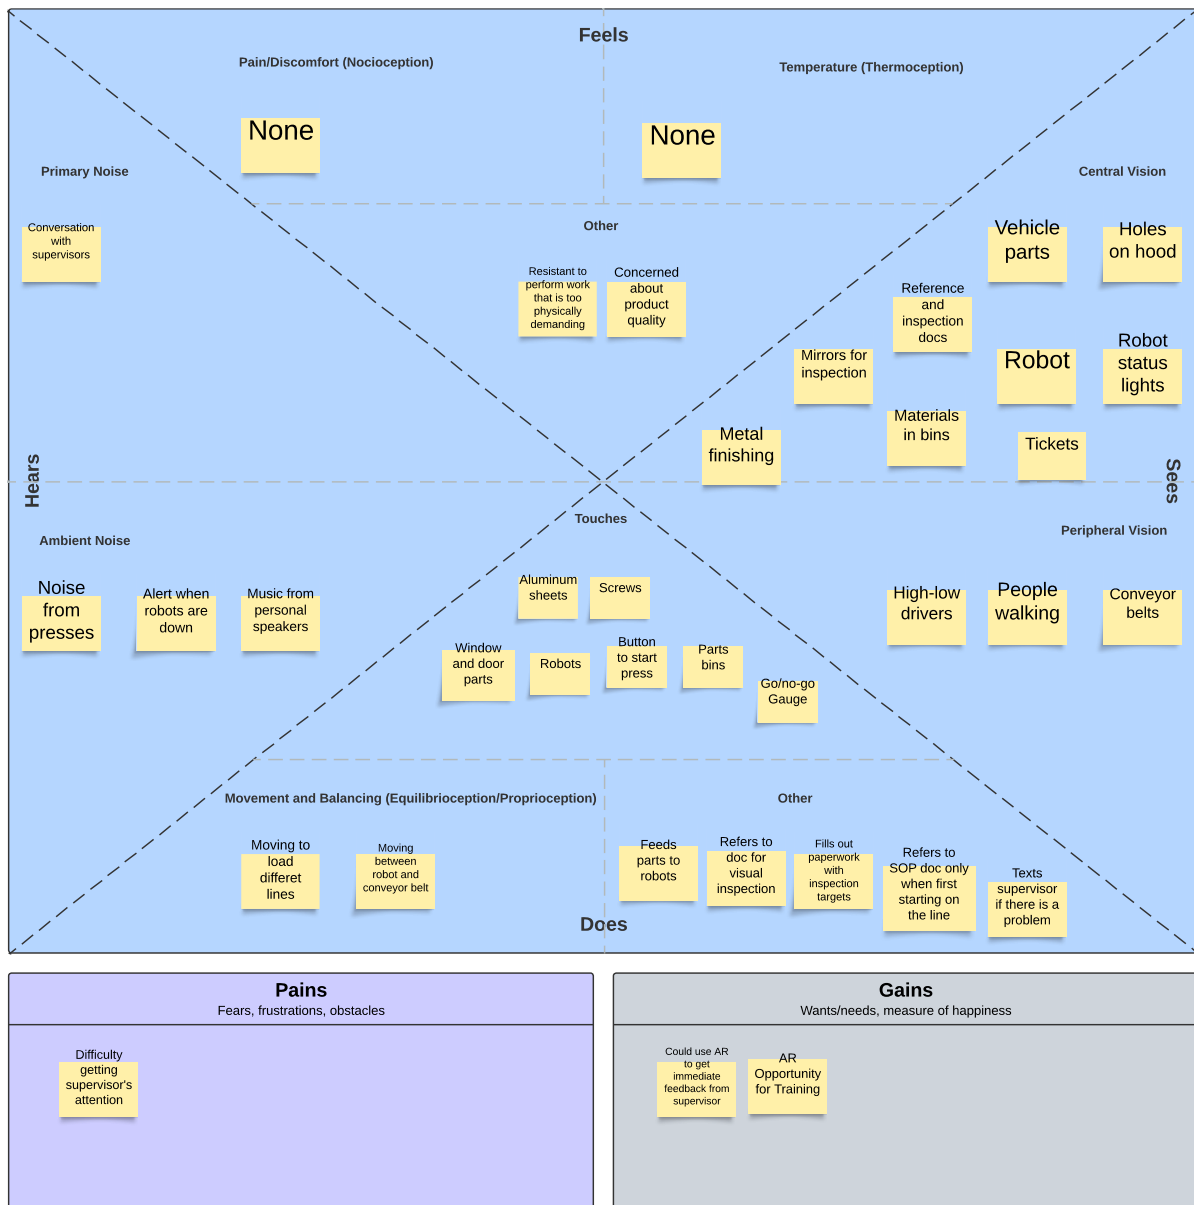 Feels
Pain/Discomfort (Nocioception)
Temperature (Thermoception)
None
None
Primary Noise
Central Vision
Conversation
with
supervisors
Other
Resistant to
perform work
that is too
physically
demanding
Concerned
about
product
quality
Vehicle
parts
Holes
on hood
Reference
and
inspection
docs
Mirrors for
inspection
Robot
Robot
status
lights
Metal
finishing
Materials
in bins
Tickets
Hears
Sees
Touches
Ambient Noise
Peripheral Vision
Noise
from
presses
Alert when
robots are
down
Music from
personal
speakers
Aluminum
sheets
Screws
Window
and door
parts
Robots
Button
to start
press
Parts
bins
Go/no-go
Gauge
High-low
drivers
People
walking
Conveyor
belts
Movement and Balancing (Equilibrioception/Proprioception)
Other
Moving to
load
differet
lines
Moving
between
robot and
conveyor belt
Feeds
parts to
robots
Refers to
doc for
visual
inspection
Fills out
paperwork
with
inspection
targets
Refers to
SOP doc only
when first
starting on
the line
Texts
supervisor
if there is a
problem
Does
Pains
Fears, frustrations, obstacles
Difficulty
getting
supervisor's
attention
Gains
Wants/needs, measure of happiness
Could use AR
to get
immediate
feedback from
supervisor
AR
Opportunity
for Training